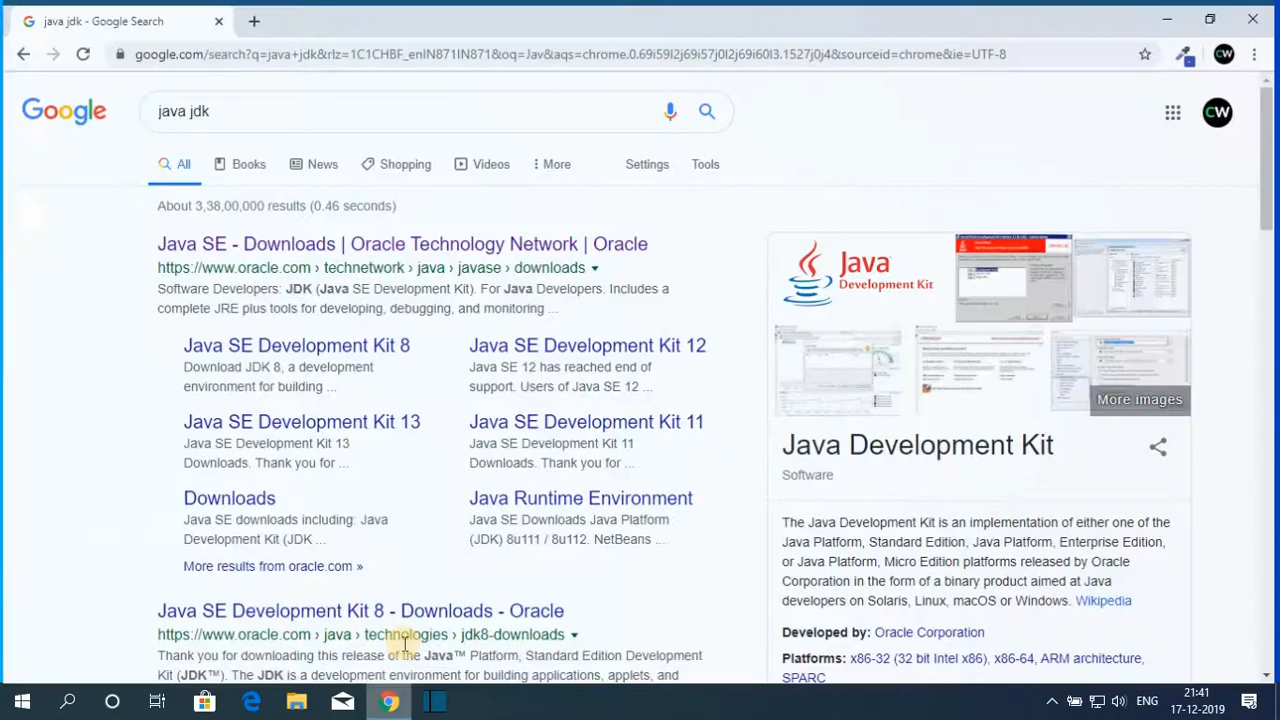 java jdk - Google Search
google.com/search?q=java+jdk&rlz=1C1CHBF_enIN871IN871&oq=Jav&aqs=chrome.0.69i59l2j69i57j0l2j69i60l3.1527j0j4&sourceid=chrome&ie=UTF-8
CW
Google
java jdk
CW
All Books News Shopping Videos More Settings Tools
About 3,38,00,000 results (0.46 seconds)
Java SE - Downloads | Oracle Technology Network | Oracle
https://www.oracle.com › technetwork › java › javase › downloads
Software Developers: JDK (Java SE Development Kit). For Java Developers. Includes a
complete JRE plus tools for developing, debugging, and monitoring ...
Java SE Development Kit 8
Download JDK 8, a development
environment for building ...
Java SE Development Kit 12
Java SE 12 has reached end of
support. Users of Java SE 12 ...
Java SE Development Kit 13
Java SE Development Kit 13
Downloads. Thank you for ...
Java SE Development Kit 11
Java SE Development Kit 11
Downloads. Thank you for ...
Downloads
Java SE downloads including: Java
Development Kit (JDK ...
Java Runtime Environment
Java SE Downloads Java Platform
(JDK) 8u111 / 8u112. NetBeans ...
More results from oracle.com »
Java SE Development Kit 8 - Downloads - Oracle
https://www.oracle.com › java › technologies › jdk8-downloads
Thank you for downloading this release of the Java™ Platform, Standard Edition Development
Kit (JDK™). The JDK is a development environment for building applications, applets, and
Java
Development Kit
More images
Java Development Kit
Software
The Java Development Kit is an implementation of either one of the
Java Platform, Standard Edition, Java Platform, Enterprise Edition,
or Java Platform, Micro Edition platforms released by Oracle
Corporation in the form of a binary product aimed at Java
developers on Solaris, Linux, macOS or Windows. Wikipedia
Developed by: Oracle Corporation
Platforms: x86-32 (32 bit Intel x86), x86-64, ARM architecture,
SPARC
ENG
21:41
17-12-2019